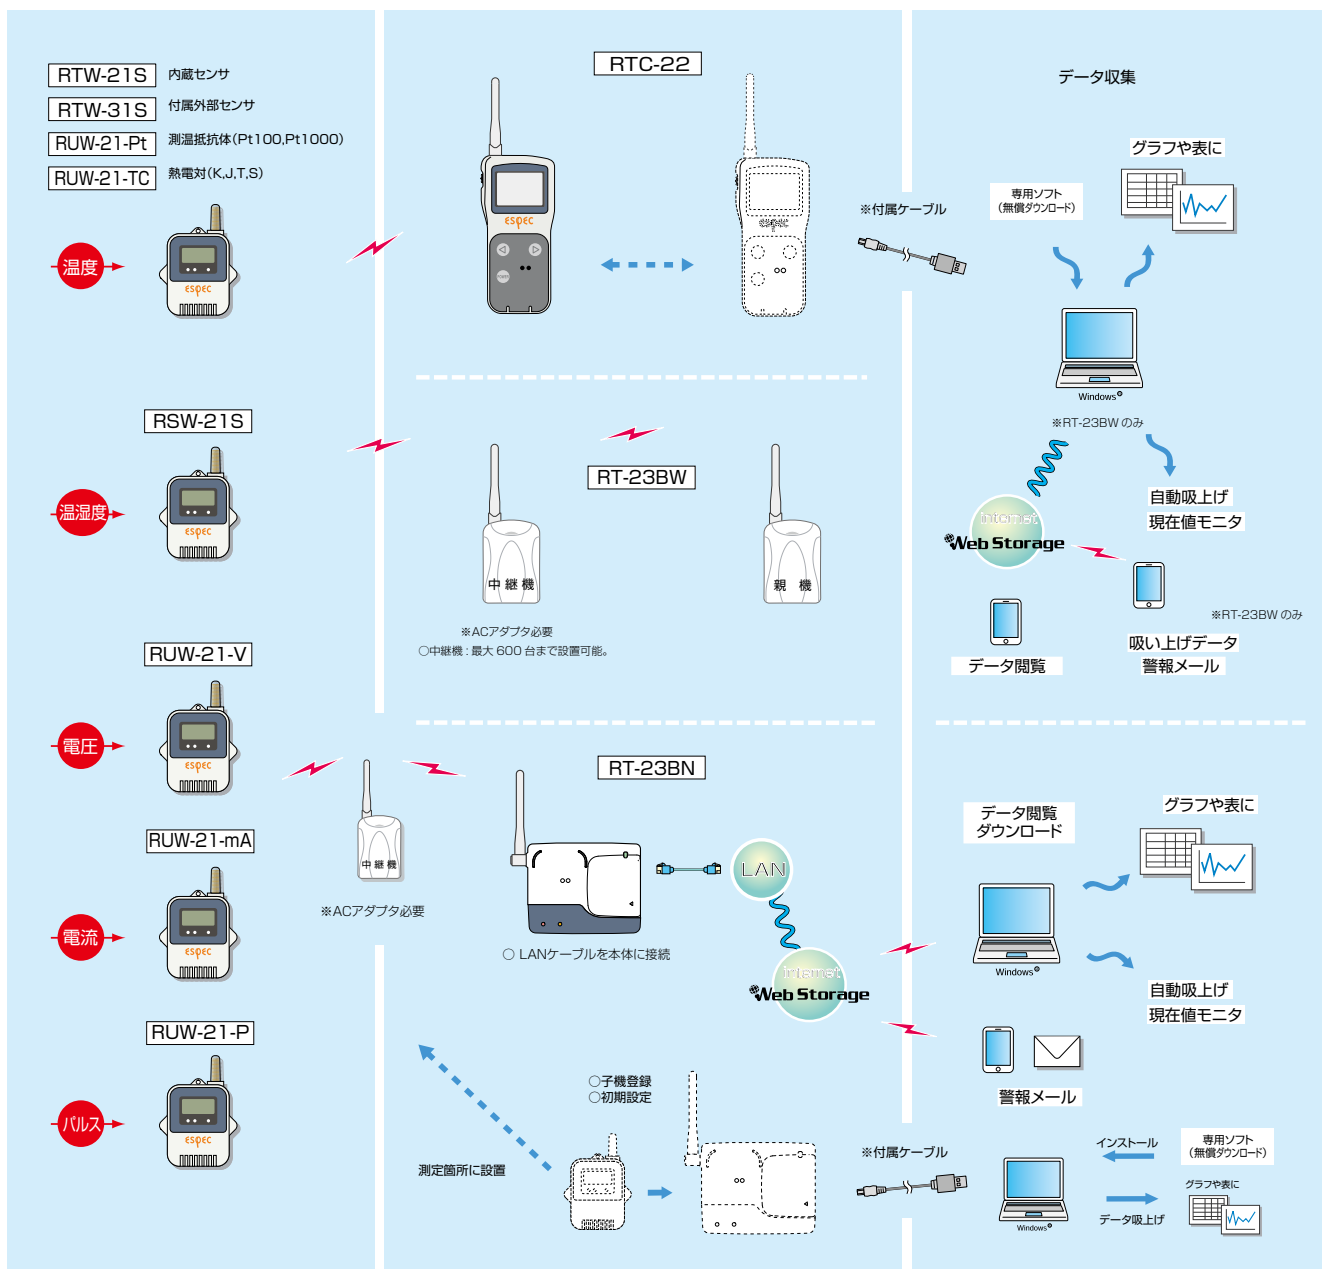 RTW-21S 内蔵センサ
RTW-31S 付属外部センサ
RUW-21-Pt 測温抵抗体(Pt100,Pt1000)
RUW-21-TC 熱電対(K,J,T,S)
温度
ESPEC
RSW-21S
温湿度
ESPEC
RUW-21-V
電圧
ESPEC
RUW-21-mA
電流
ESPEC
RUW-21-P
パルス
ESPEC
RTC-22
ESPEC
POWER
ESPEC
※付属ケーブル
RT-23BW
中継機
親 機
※ACアダプタ必要
○中継機：最大 600 台まで設置可能。
RT-23BN
中継機
※ACアダプタ必要
○ LANケーブルを本体に接続
LAN
internet
Web Storage
○子機登録
○初期設定
測定箇所に設置
※付属ケーブル
データ収集
グラフや表に
専用ソフト
（無償ダウンロード）
Windows®
※RT-23BW のみ
自動吸上げ
現在値モニタ
internet
Web Storage
※RT-23BW のみ
データ閲覧
吸い上げデータ
警報メール
データ閲覧
ダウンロード
グラフや表に
Windows®
自動吸上げ
現在値モニタ
警報メール
インストール
専用ソフト
（無償ダウンロード）
グラフや表に
データ吸上げ
Windows®